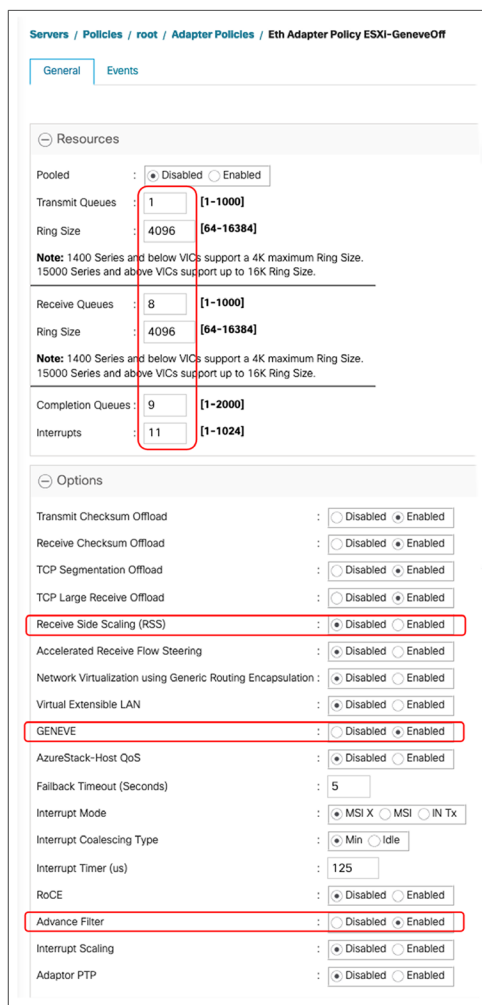 Servers / Policies / root / Adapter Policies / Eth Adapter Policy ESXi-GeneveOff
General Events
Resources
Pooled : Disabled Enabled
Transmit Queues : 1 [1-1000]
Ring Size : 4096 [64-16384]
Note: 1400 Series and below VICs support a 4K maximum Ring Size.
15000 Series and above VICs support up to 16K Ring Size.
Receive Queues : 8 [1-1000]
Ring Size : 4096 [64-16384]
Note: 1400 Series and below VICs support a 4K maximum Ring Size.
15000 Series and above VICs support up to 16K Ring Size.
Completion Queues : 9 [1-2000]
Interrupts : 11 [1-1024]
Options
Transmit Checksum Offload : Disabled Enabled
Receive Checksum Offload : Disabled Enabled
TCP Segmentation Offload : Disabled Enabled
TCP Large Receive Offload : Disabled Enabled
Receive Side Scaling (RSS) : Disabled Enabled
Accelerated Receive Flow Steering : Disabled Enabled
Network Virtualization using Generic Routing Encapsulation : Disabled Enabled
Virtual Extensible LAN : Disabled Enabled
GENEVE : Disabled Enabled
AzureStack-Host QoS : Disabled Enabled
Failback Timeout (Seconds) : 5
Interrupt Mode : MSI X MSI IN Tx
Interrupt Coalescing Type : Min Idle
Interrupt Timer (us) : 125
RoCE : Disabled Enabled
Advance Filter : Disabled Enabled
Interrupt Scaling : Disabled Enabled
Adaptor PTP : Disabled Enabled